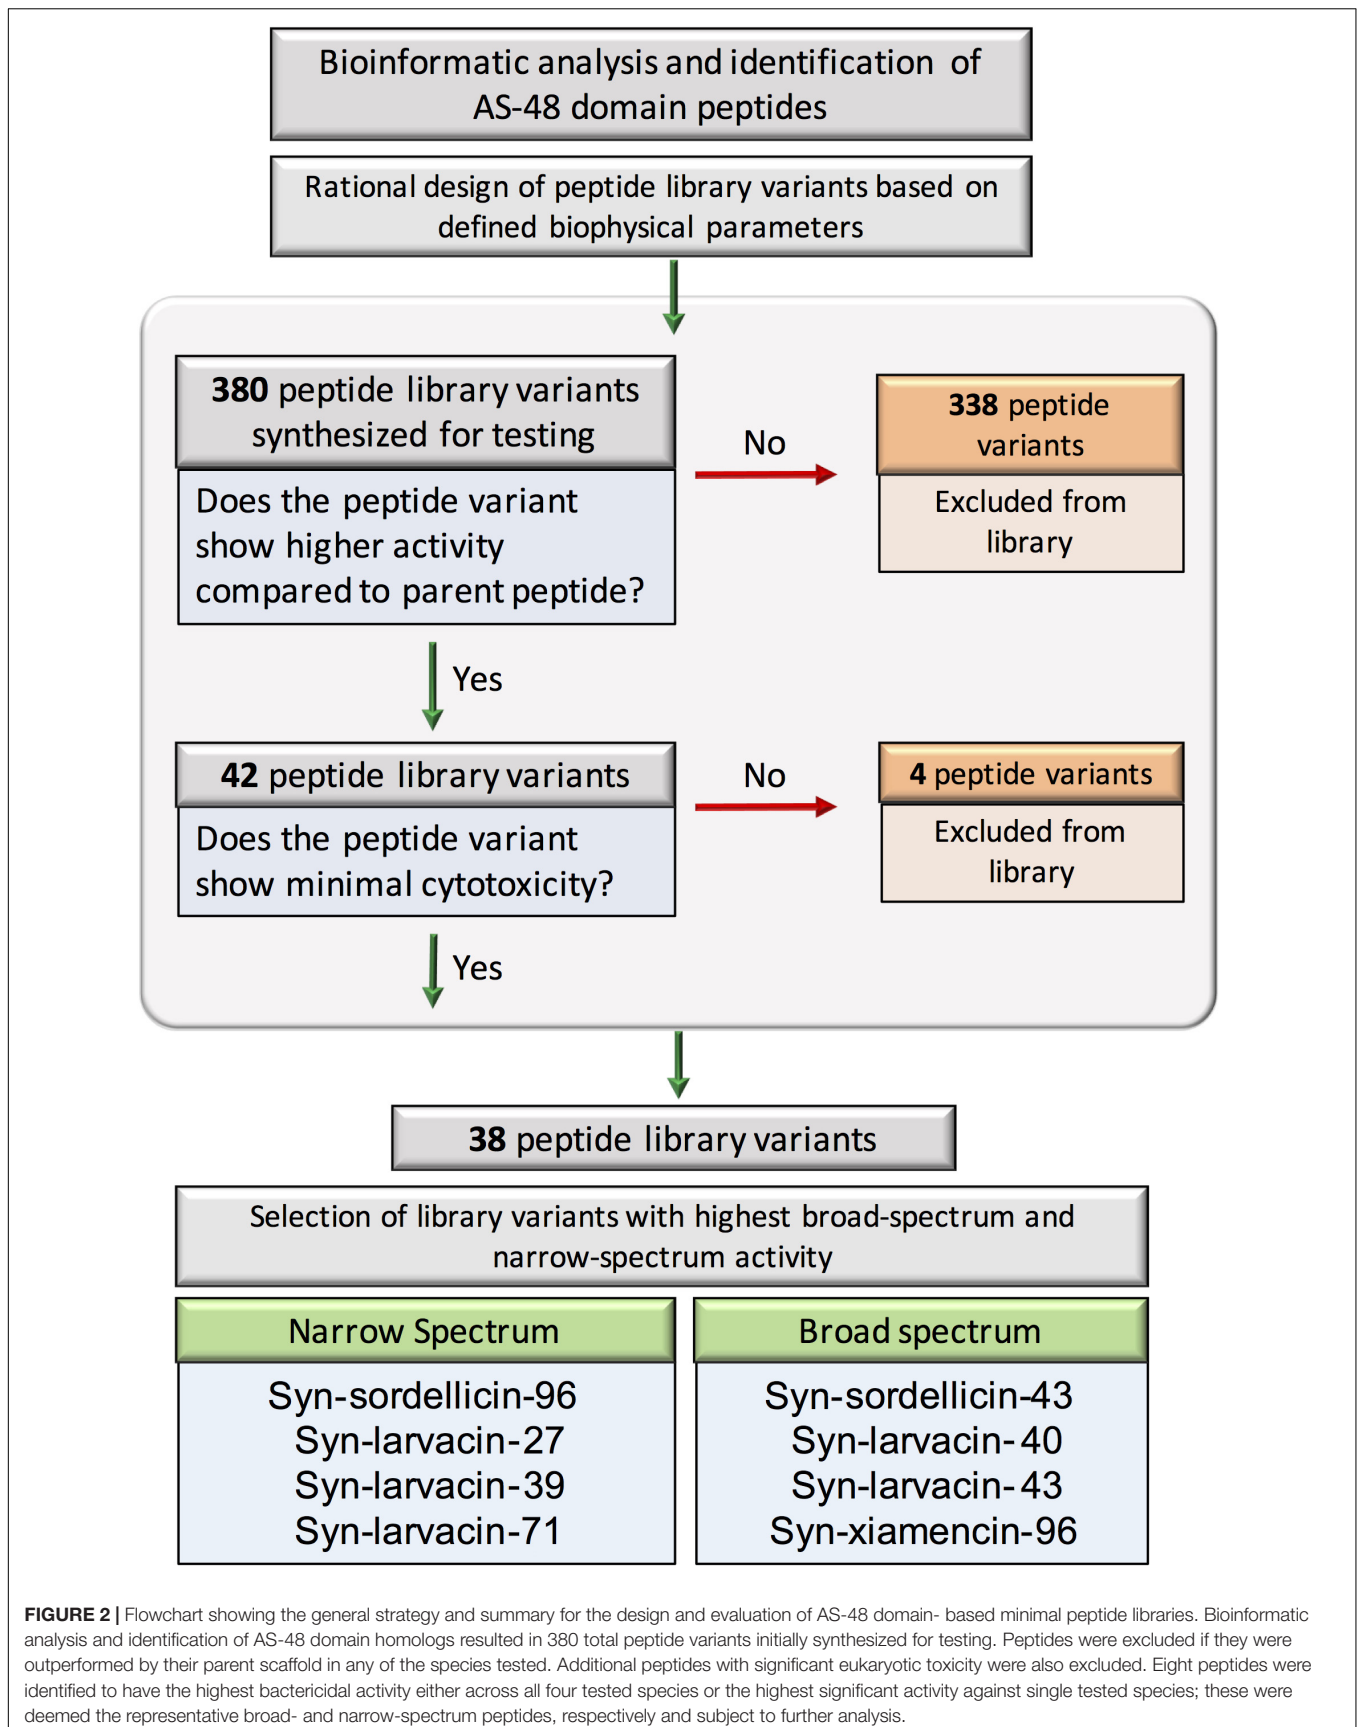 Bioinformatic analysis and identification of
AS-48 domain peptides
Rational design of peptide library variants based on
defined biophysical parameters
380 peptide library variants
synthesized for testing
No
338 peptide
variants
Does the peptide variant
show higher activity
compared to parent peptide?
Excluded from
library
Yes
42 peptide library variants
No
4 peptide variants
Does the peptide variant
show minimal cytotoxicity?
Excluded from
library
Yes
38 peptide library variants
Selection of library variants with highest broad-spectrum and
narrow-spectrum activity
Narrow Spectrum
Syn-sordellicin-96
Syn-larvacin-27
Syn-larvacin-39
Syn-larvacin-71
Broad spectrum
Syn-sordellicin-43
Syn-larvacin-40
Syn-larvacin-43
Syn-xiamencin-96
FIGURE 2 | Flowchart showing the general strategy and summary for the design and evaluation of AS-48 domain- based minimal peptide libraries. Bioinformatic
analysis and identification of AS-48 domain homologs resulted in 380 total peptide variants initially synthesized for testing. Peptides were excluded if they were
outperformed by their parent scaffold in any of the species tested. Additional peptides with significant eukaryotic toxicity were also excluded. Eight peptides were
identified to have the highest bactericidal activity either across all four tested species or the highest significant activity against single tested species; these were
deemed the representative broad- and narrow-spectrum peptides, respectively and subject to further analysis.